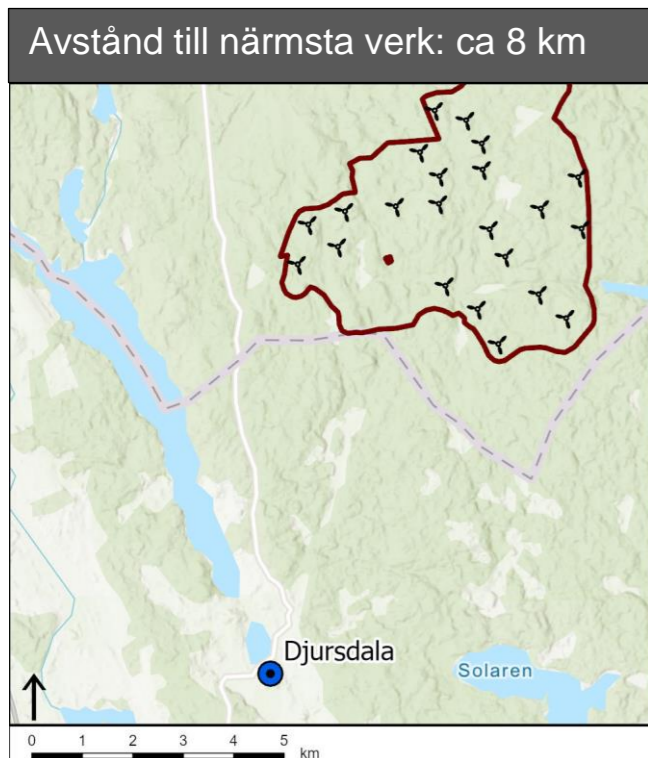 Avstånd till närmsta verk: ca 8 km
Djursdala
Solaren
0 1 2 3 4 5
km